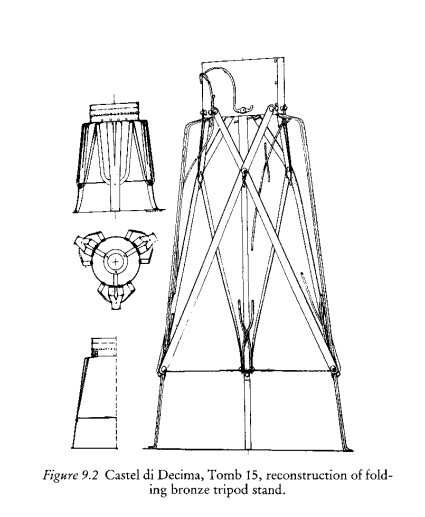 Figure 9.2 Castel di Decima, Tomb 15, reconstruction of fold-
ing bronze tripod stand.